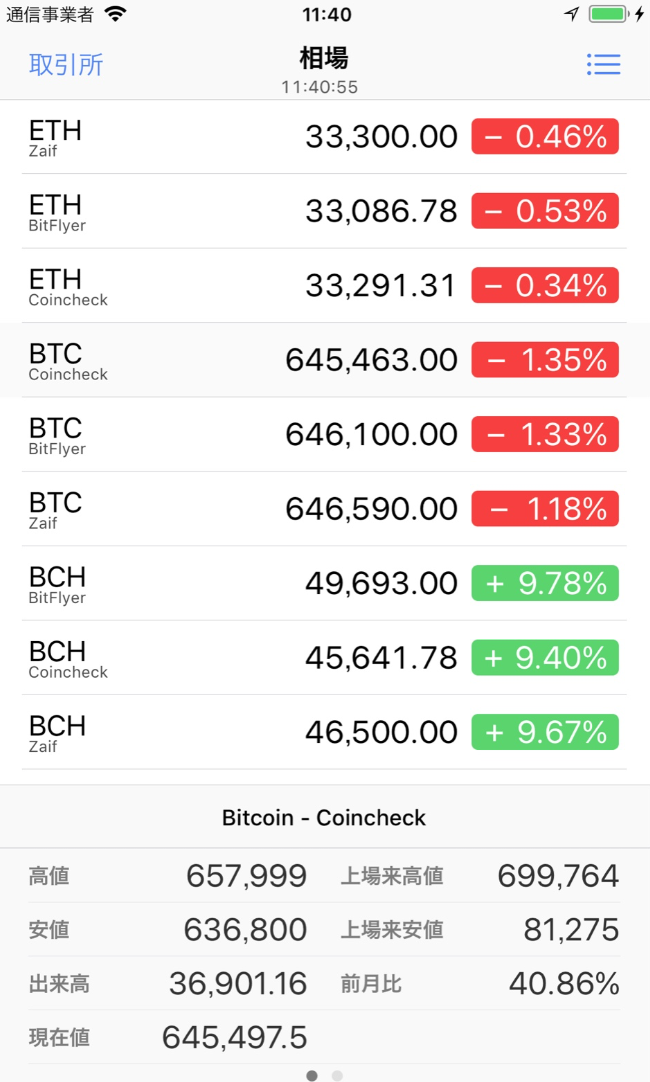 通信事業者 11:40
取引所 相場
11:40:55
ETH 33,300.00 − 0.46%
Zaif
ETH 33,086.78 − 0.53%
BitFlyer
ETH 33,291.31 − 0.34%
Coincheck
BTC 645,463.00 − 1.35%
Coincheck
BTC 646,100.00 − 1.33%
BitFlyer
BTC 646,590.00 − 1.18%
Zaif
BCH 49,693.00 + 9.78%
BitFlyer
BCH 45,641.78 + 9.40%
Coincheck
BCH 46,500.00 + 9.67%
Zaif
Bitcoin - Coincheck
高値 657,999 上場来高値 699,764
安値 636,800 上場来安値 81,275
出来高 36,901.16 前月比 40.86%
現在値 645,497.5